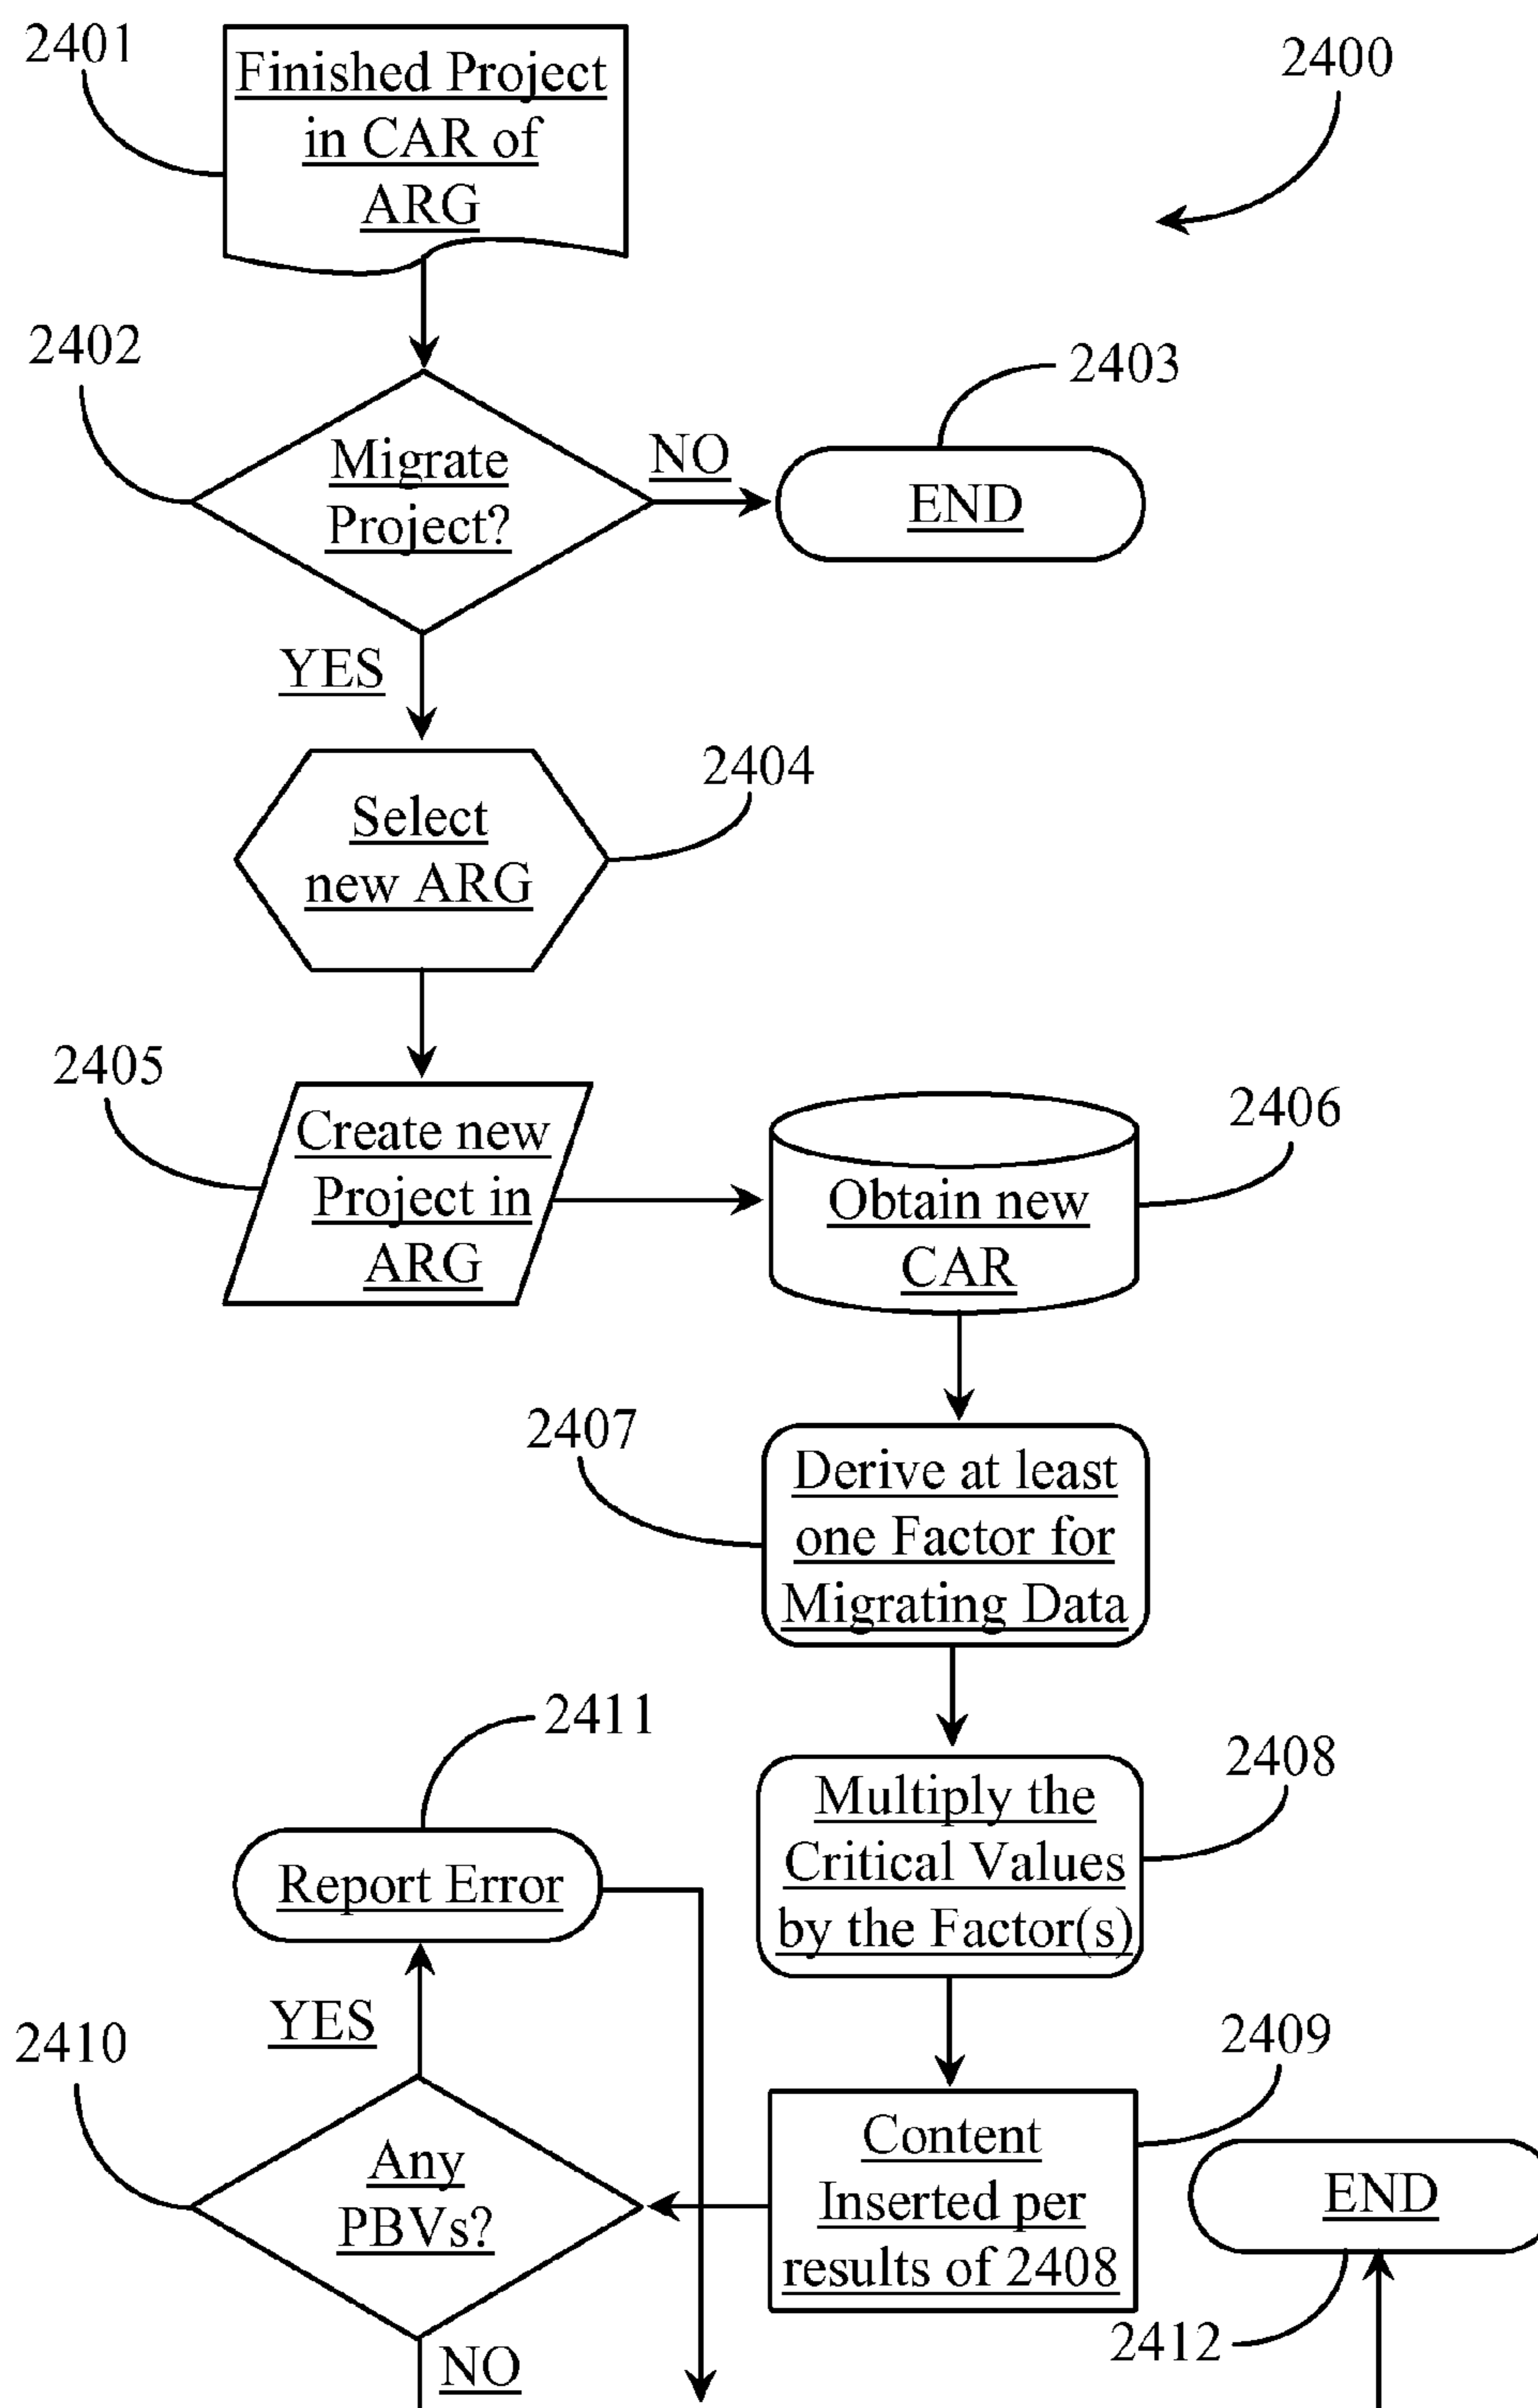 2401
Finished Project
in CAR of
ARG
2400
2402
Migrate
Project?
NO
2403
END
YES
2404
Select
new ARG
2405
Create new
Project in
ARG
2406
Obtain new
CAR
2407
Derive at least
one Factor for
Migrating Data
2408
Multiply the
Critical Values
by the Factor(s)
2411
Report Error
YES
2409
Content
Inserted per
results of 2408
2410
Any
PBVs?
NO
END
2412